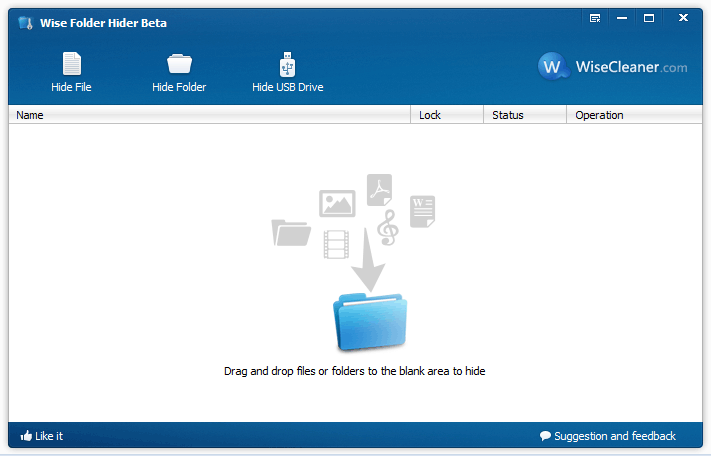 Wise Folder Hider Beta
Hide File
Hide Folder
Hide USB Drive
W
WiseCleaner.com
Name
Lock
Status
Operation
W
Drag and drop files or folders to the blank area to hide
Like it
Suggestion and feedback